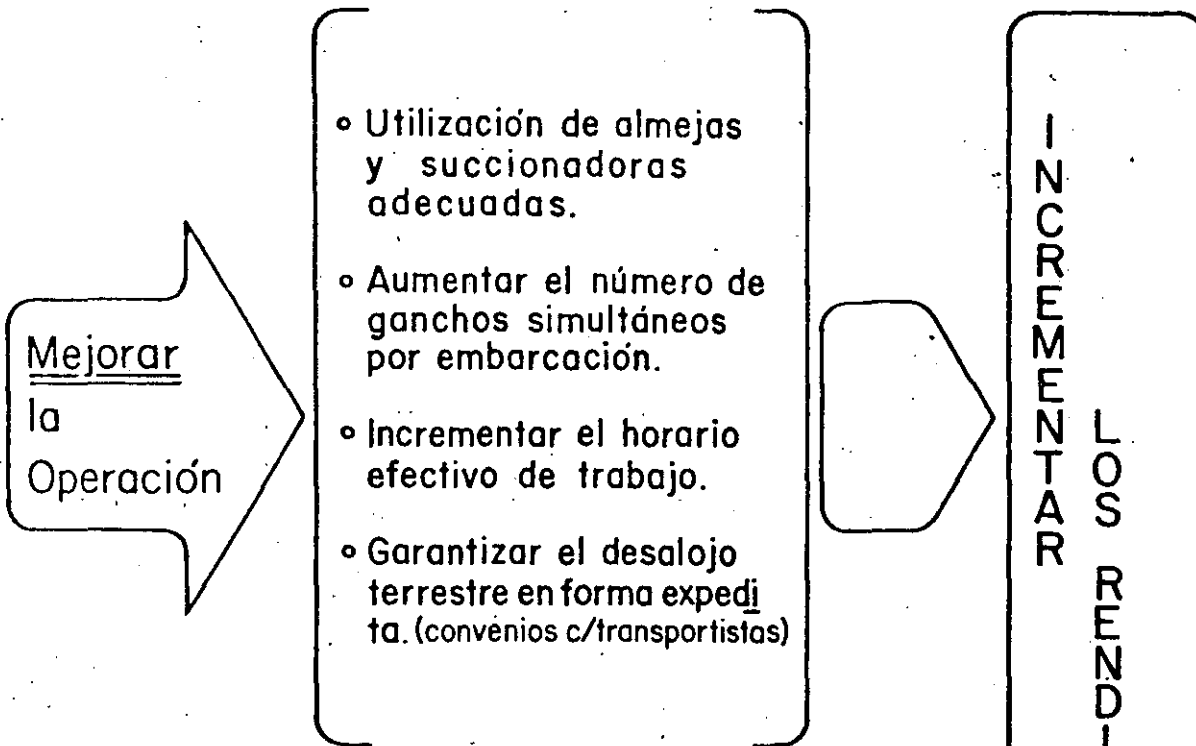 Mejorar
la
Operación
° Utilización de almejas
y succionadoras
adecuadas.
° Aumentar el número de
ganchos simultáneos
por embarcación.
° Incrementar el horario
efectivo de trabajo.
° Garantizar el desalojo
terrestre en forma expedi
ta. (convenios c/transportistas)
INCREMENTAR
LOS RENDI